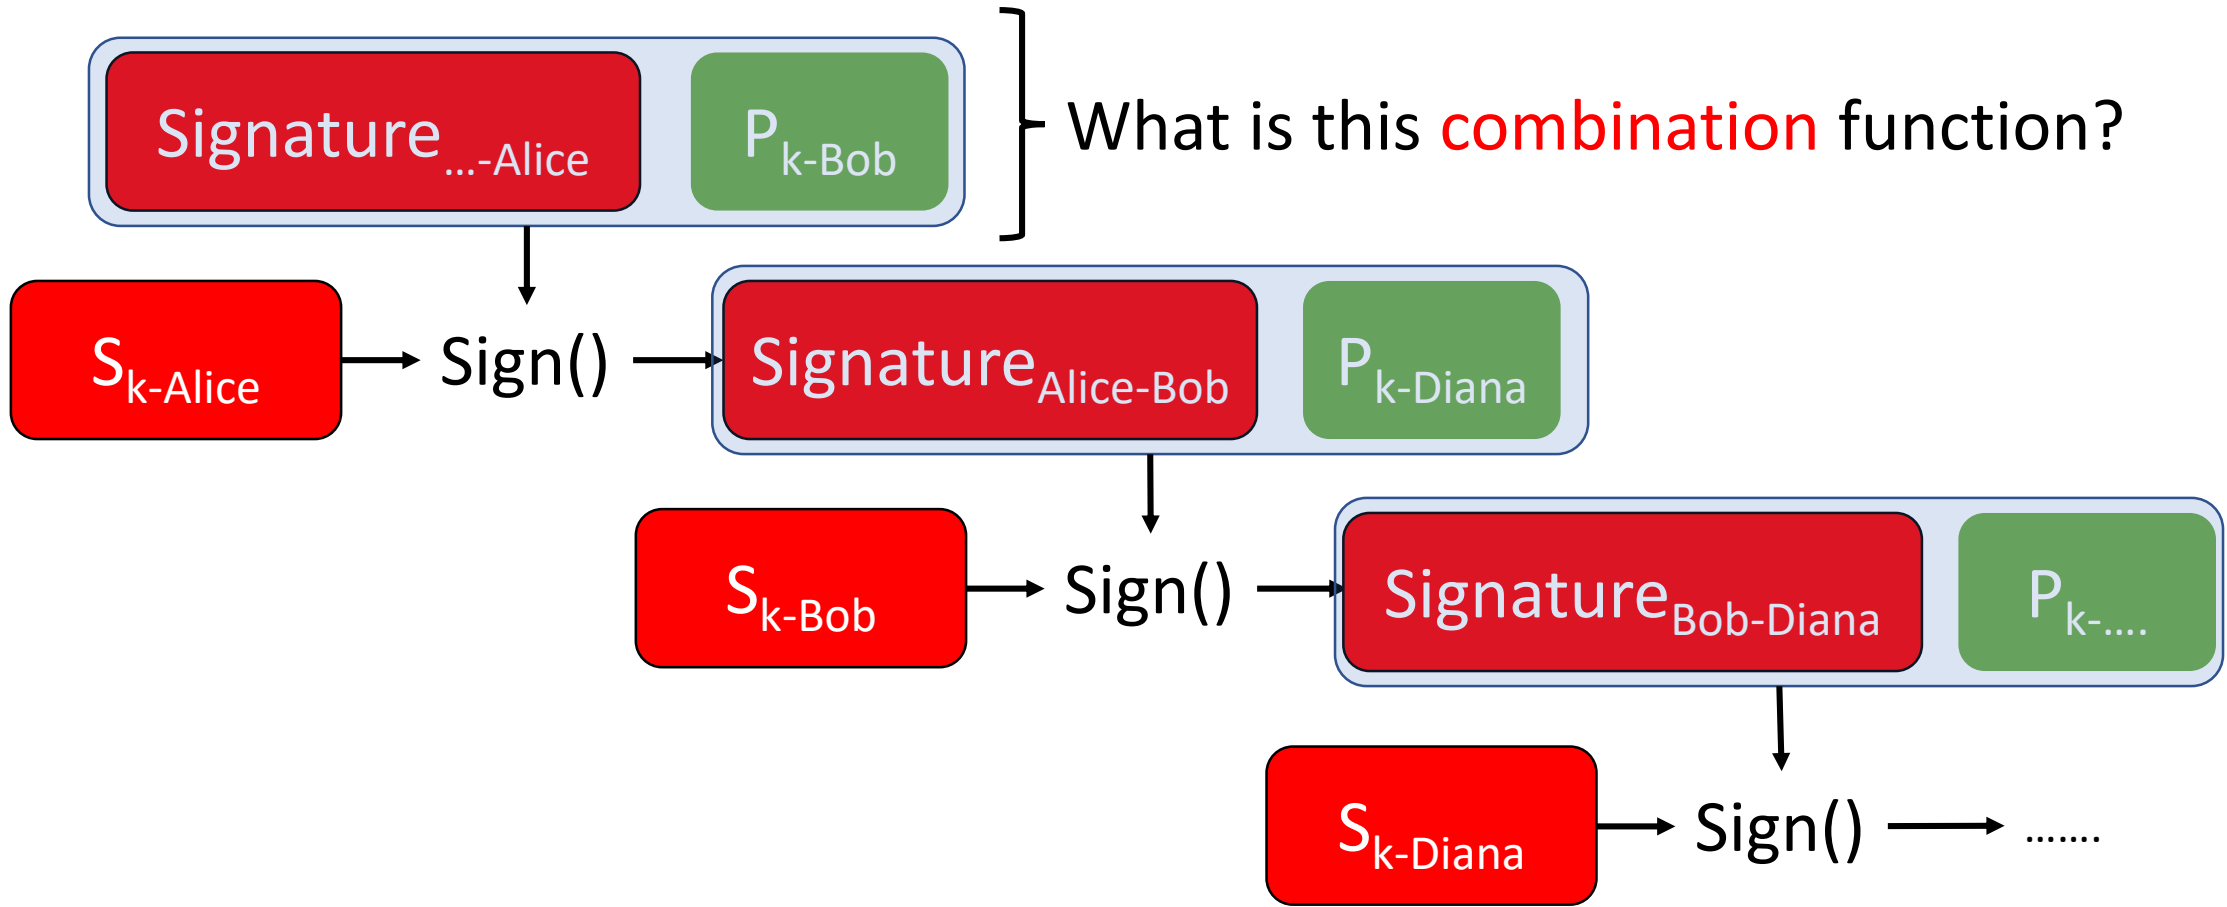 Signature...-Alice Pk-Bob
What is this combination function?
Sk-Alice Sign() SignatureAlice-Bob Pk-Diana
Sk-Bob Sign() SignatureBob-Diana Pk-....
Sk-Diana Sign() .......